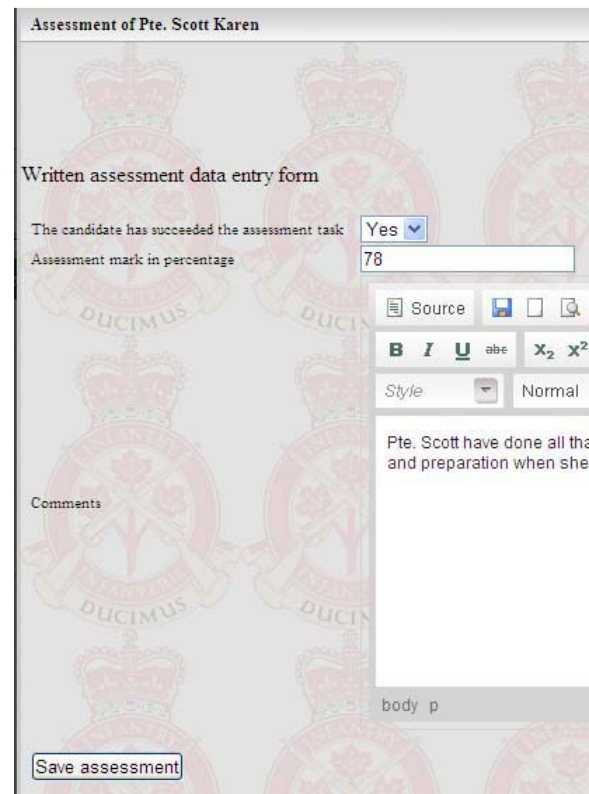 Assessment of Pte. Scott Karen
Written assessment data entry form
The candidate has succeeded the assessment task Yes
Assessment mark in percentage 78
Source
B I U abc X₂ X²
Style Normal
Pte. Scott have done all tha
and preparation when she
Comments
body p
Save assessment
INFANTRY
INFANTERIE
DUCIMUS